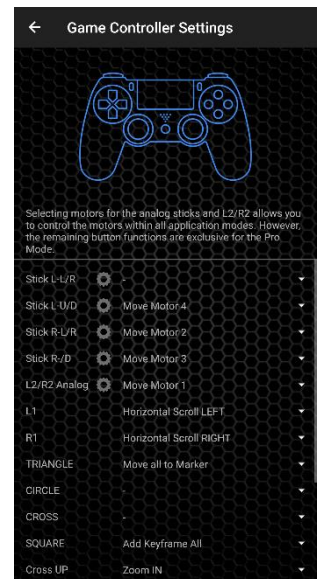 Game Controller Settings
Selecting motors for the analog sticks and L2/R2 allows you
to control the motors within all application modes. However,
the remaining button functions are exclusive for the Pro
Mode.
Stick L-L/R -
Stick L-U/D Move Motor 4
Stick R-L/R Move Motor 2
Stick R-/D Move Motor 3
L2/R2 Analog Move Motor 1
L1 Horizontal Scroll LEFT
R1 Horizontal Scroll RIGHT
TRIANGLE Move all to Marker
CIRCLE -
CROSS -
SQUARE Add Keyframe All
Cross UP Zoom IN